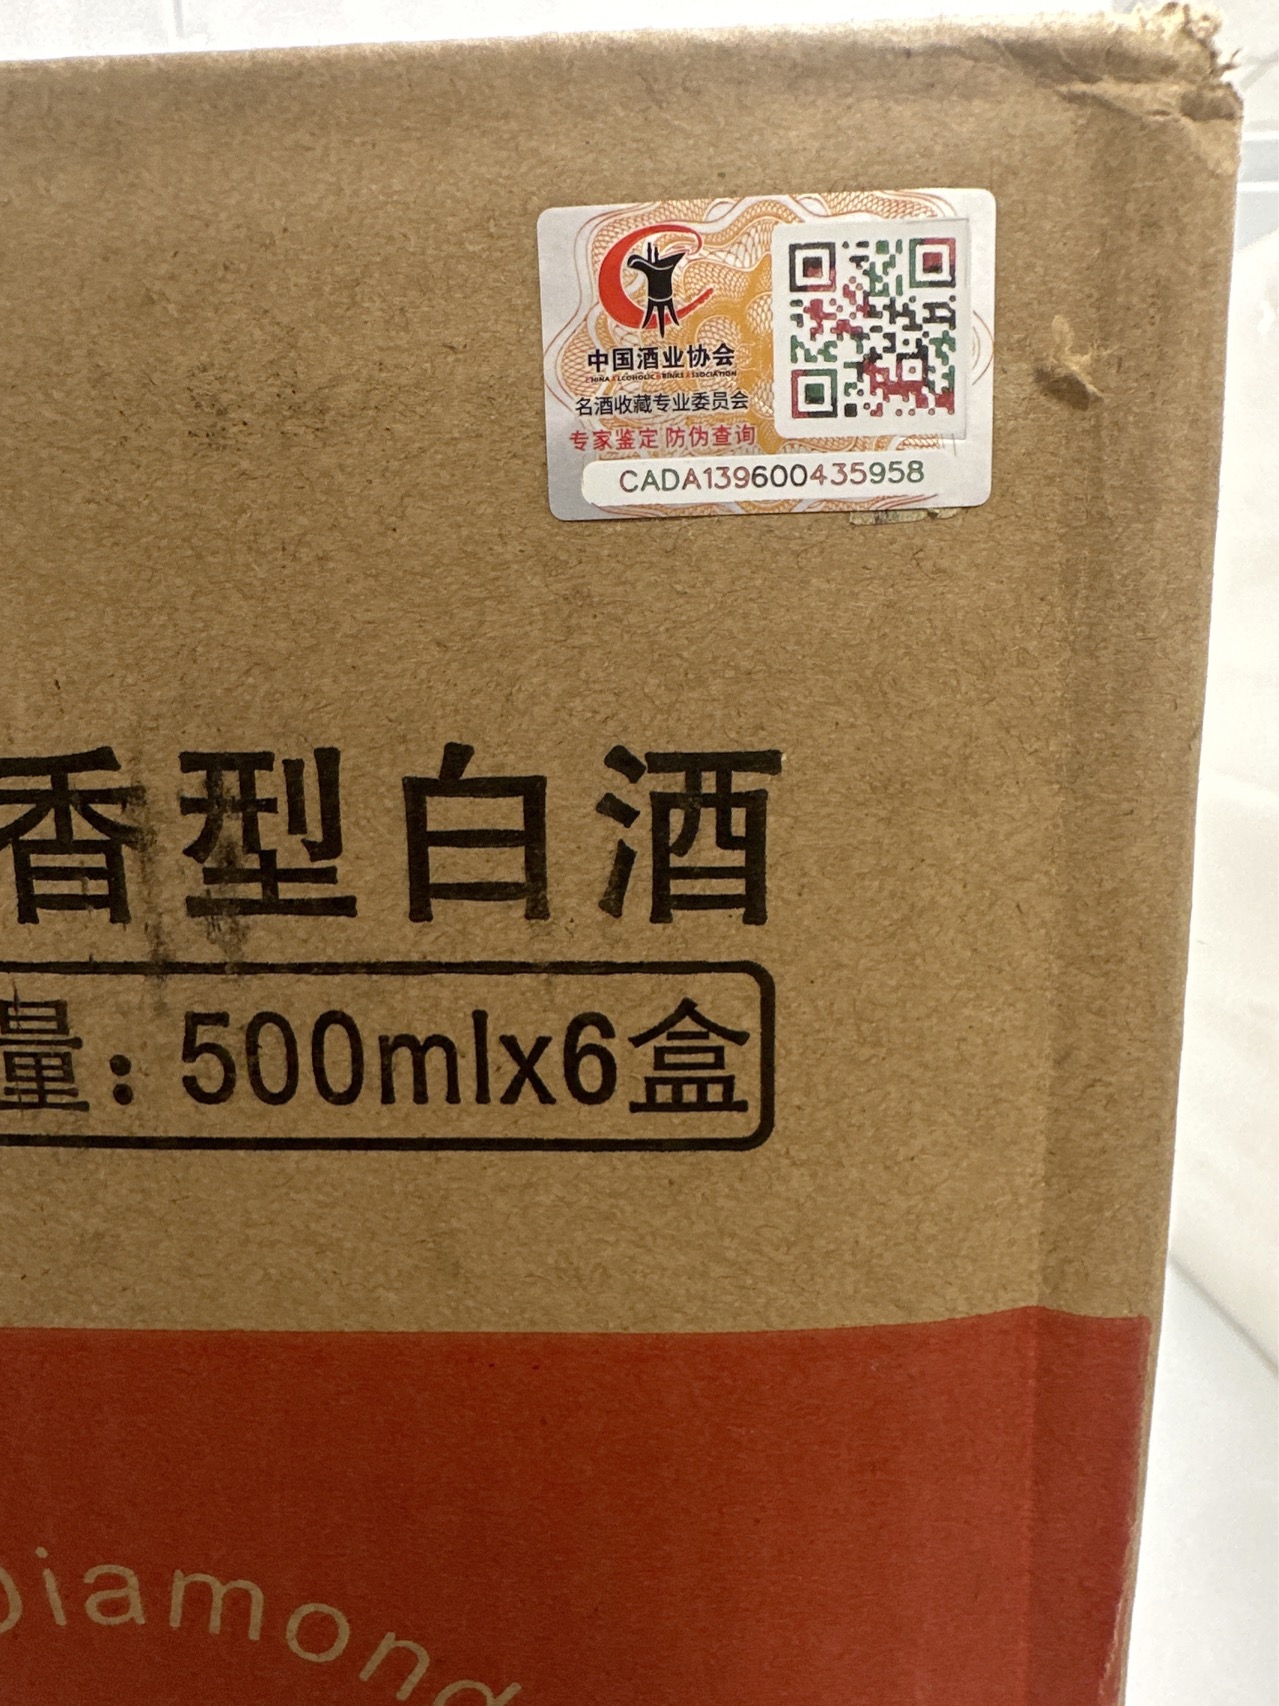 中国酒业协会
CHINA ALCOHOLIC DRINKS ASSOCIATION
名酒收藏专业委员会
专家鉴定 防伪查询
CADA139600435958
香型白酒
量：500mlx6盒
Diamond